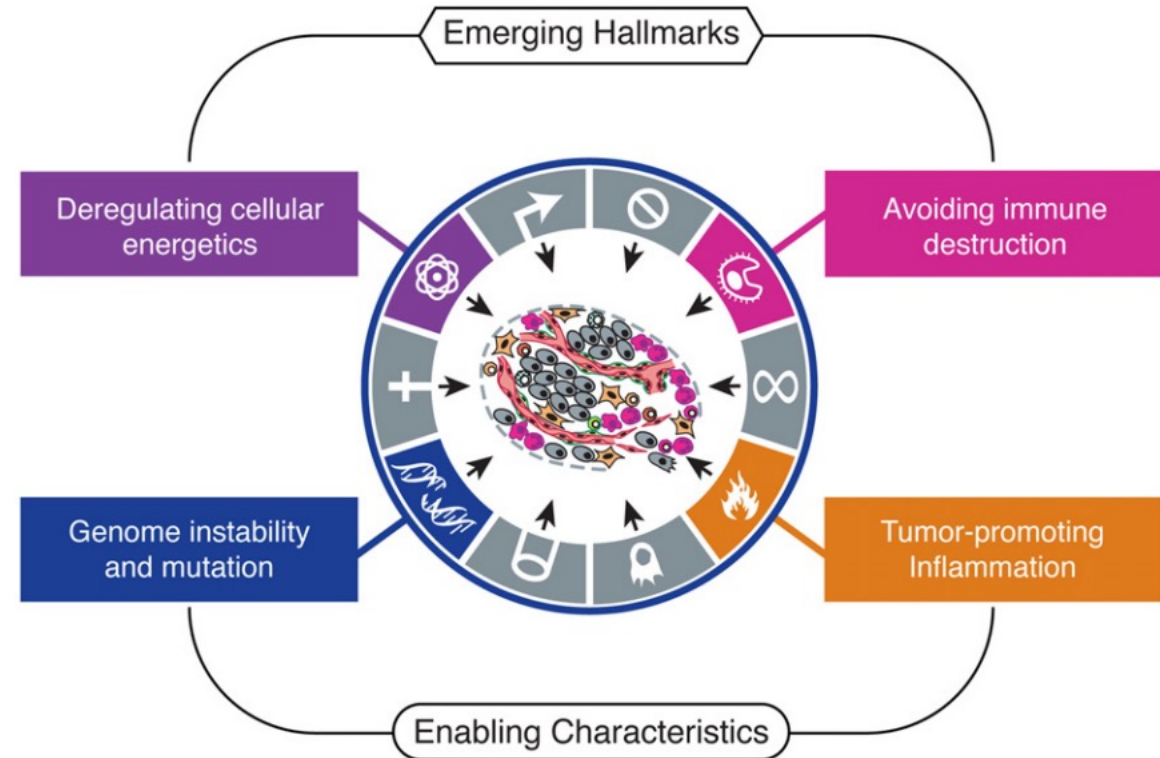 Emerging Hallmarks
Deregulating cellular
energetics
Avoiding immune
destruction
Genome instability
and mutation
Tumor-promoting
Inflammation
Enabling Characteristics